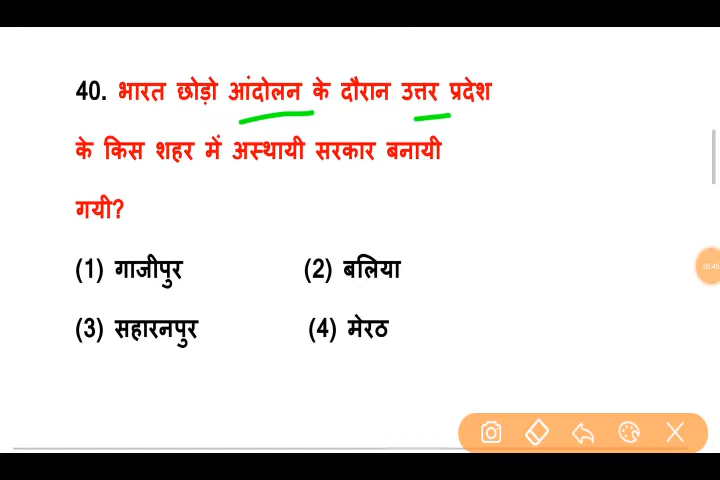 40. भारत छोड़ो आंदोलन के दौरान उत्तर प्रदेश
के किस शहर में अस्थायी सरकार बनायी
गयी?
(1) गाजीपुर (2) बलिया
(3) सहारनपुर (4) मेरठ